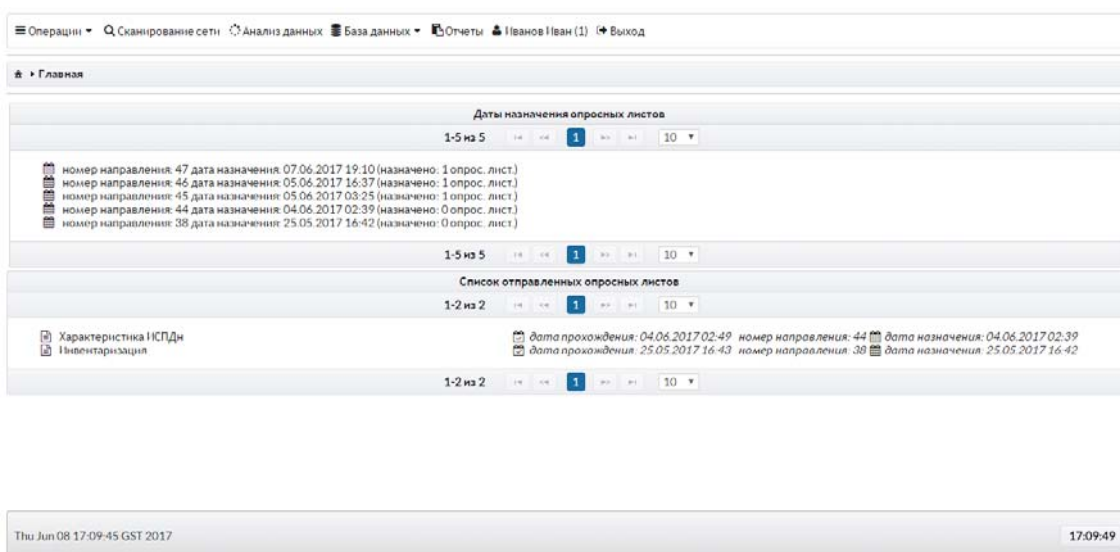 Операции Сканирование сети Анализ данных База данных Отчеты Иванов Иван (1) Выход
Главная
Даты назначения опросных листов
1-5 из 5 1 10
номер направления: 47 дата назначения: 07.06.2017 19:10 (назначено: 1 опрос. лист.)
номер направления: 46 дата назначения: 05.06.2017 16:37 (назначено: 1 опрос. лист.)
номер направления: 45 дата назначения: 05.06.2017 03:25 (назначено: 1 опрос. лист.)
номер направления: 44 дата назначения: 04.06.2017 02:39 (назначено: 0 опрос. лист.)
номер направления: 38 дата назначения: 25.05.2017 16:42 (назначено: 0 опрос. лист.)
1-5 из 5 1 10
Список отправленных опросных листов
1-2 из 2 1 10
Характеристика ИСПДн дата прохождения: 04.06.2017 02:49 номер направления: 44 дата назначения: 04.06.2017 02:39
Инвентаризация дата прохождения: 25.05.2017 16:43 номер направления: 38 дата назначения: 25.05.2017 16:42
1-2 из 2 1 10
Thu Jun 08 17:09:45 GST 2017 17:09:49